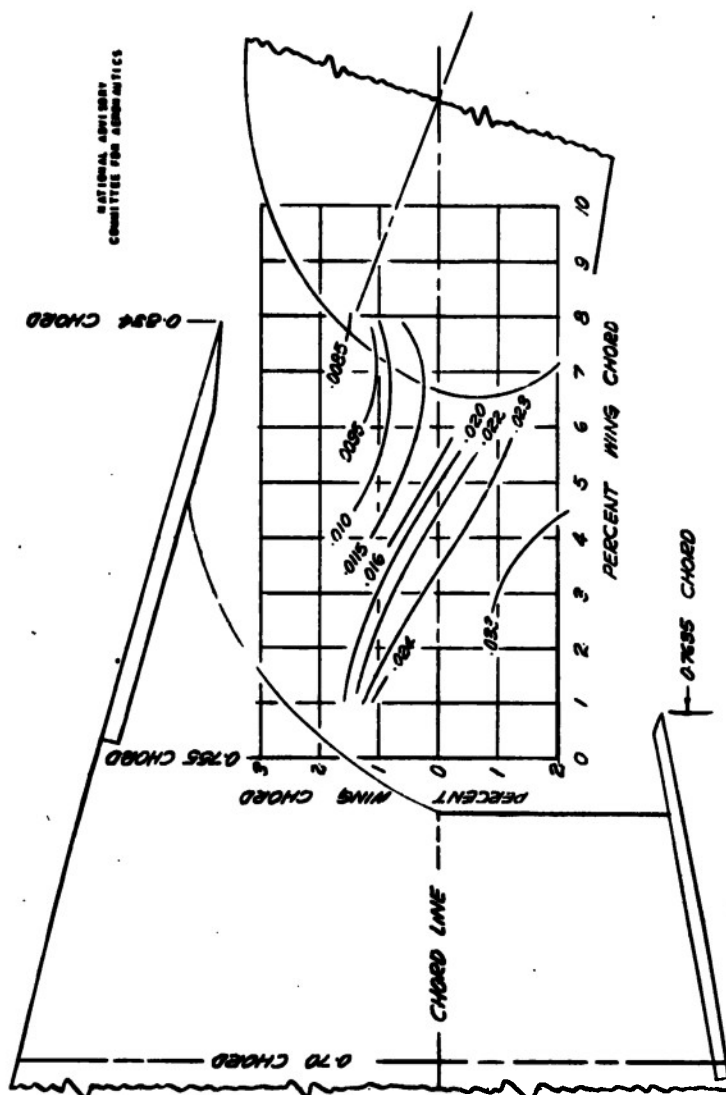 NATIONAL ADVISORY
COMMITTEE FOR AERONAUTICS
0.834 CHORD
0.755 CHORD
0.70 CHORD
0.7635 CHORD
CHORD LINE
PERCENT WING CHORD
3
2
1
0
1
2
PERCENT WING CHORD
0
1
2
3
4
5
6
7
8
9
10
.0085
.0095
.010
.0115
.016
.020
.022
.023
.024